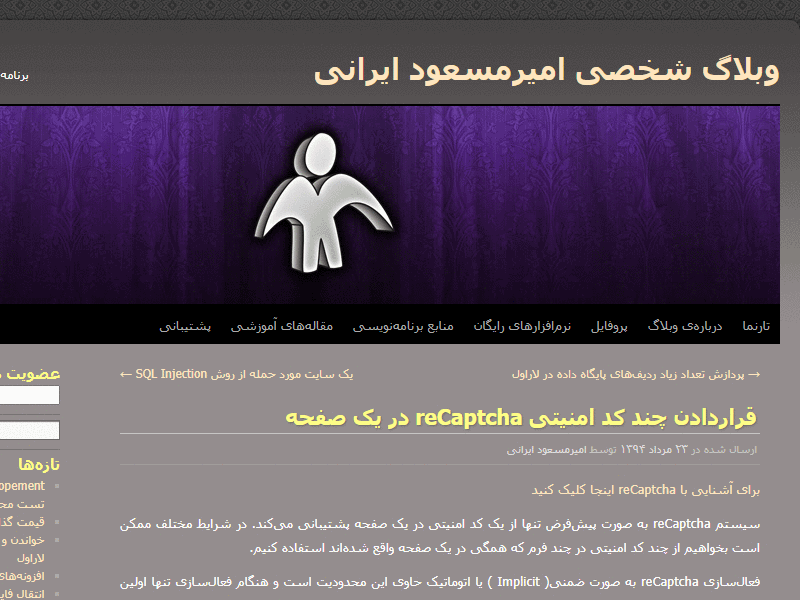 وبلاگ شخصی امیرمسعود ایرانی
برنامه
تارنما درباره‌ی وبلاگ پروفایل نرم‌افزارهای رایگان منابع برنامه‌نویسی مقاله‌های آموزشی پشتیبانی
→ پردازش تعداد زیاد ردیف‌های پایگاه داده در لاراول
یک سایت مورد حمله از روش SQL Injection ←
قراردادن چند کد امنیتی reCaptcha در یک صفحه
ارسال شده در ۲۳ مرداد ۱۳۹۴ توسط امیرمسعود ایرانی
برای آشنایی با reCaptcha اینجا کلیک کنید
سیستم reCaptcha به صورت پیش‌فرض تنها از یک کد امنیتی در یک صفحه پشتیبانی می‌کند. در شرایط مختلف ممکن
است بخواهیم از چند کد امنیتی در چند فرم که همگی در یک صفحه واقع شده‌اند استفاده کنیم.
فعال‌سازی reCaptcha به صورت ضمنی( Implicit ) یا اتوماتیک حاوی این محدودیت است و هنگام فعال‌سازی تنها اولین
عضویت
تازه‌ها
تست
خواندن و
لاراول
افزونه‌های
انتقال